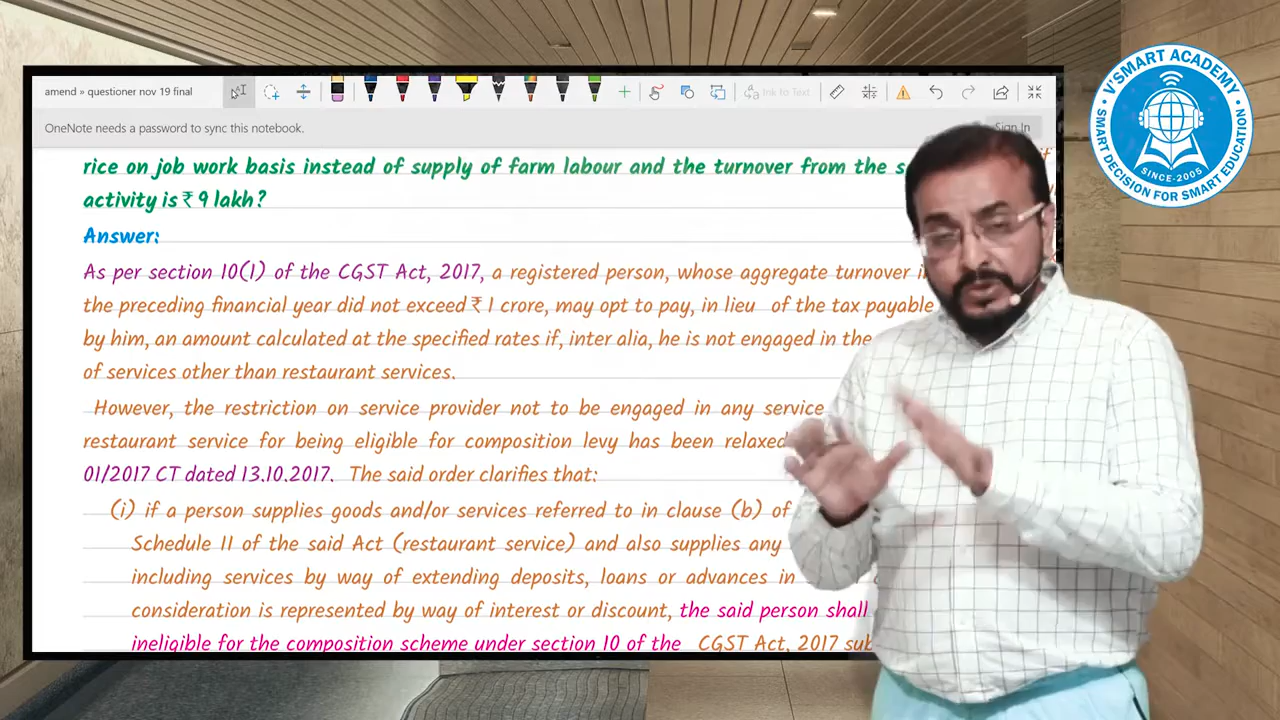 amend » questioner nov 19 final
Ink to Text
OneNote needs a password to sync this notebook.
Sign In
rice on job work basis instead of supply of farm labour and the turnover from the s
activity is ₹ 9 lakh?
Answer:
As per section 10(1) of the CGST Act, 2017, a registered person, whose aggregate turnover in
the preceding financial year did not exceed ₹ 1 crore, may opt to pay, in lieu of the tax payable
by him, an amount calculated at the specified rates if, inter alia, he is not engaged in the
of services other than restaurant services.
However, the restriction on service provider not to be engaged in any service
restaurant service for being eligible for composition levy has been relaxed
01/2017 CT dated 13.10.2017. The said order clarifies that:
(i) if a person supplies goods and/or services referred to in clause (b) of
Schedule II of the said Act (restaurant service) and also supplies any
including services by way of extending deposits, loans or advances in
consideration is represented by way of interest or discount, the said person shall
ineligible for the composition scheme under section 10 of the CGST Act, 2017 sub
V'SMART ACADEMY
SINCE-2005
SMART DECISION FOR SMART EDUCATION